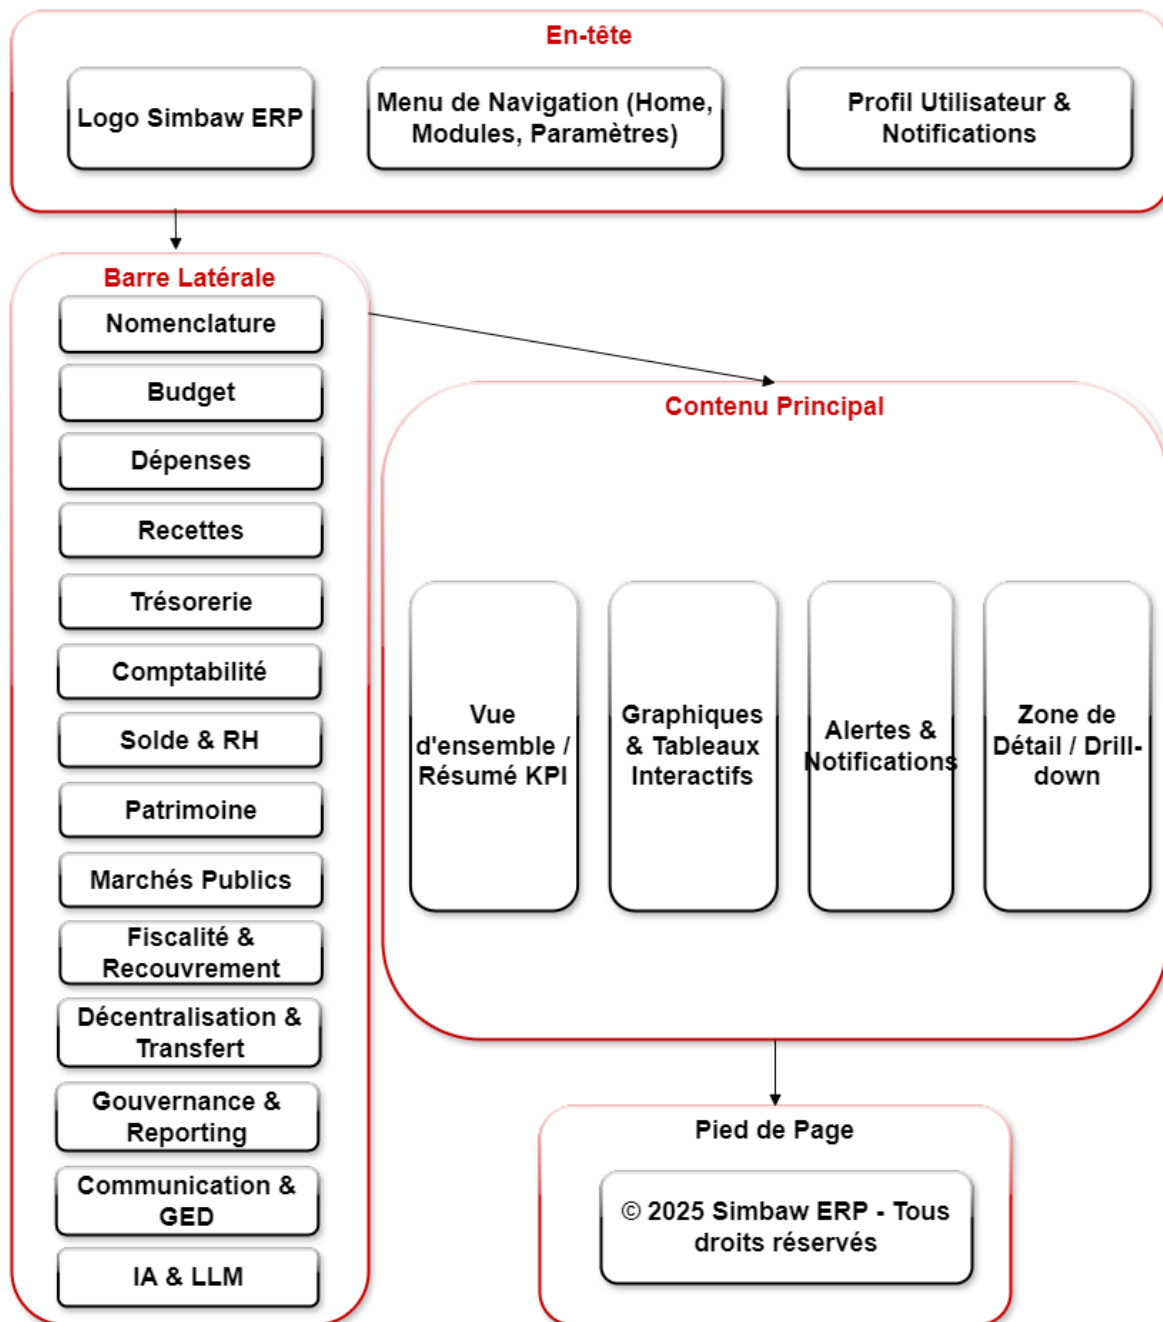 En-tête
Logo Simbaw ERP
Menu de Navigation (Home,
Modules, Paramètres)
Profil Utilisateur &
Notifications
Barre Latérale
Nomenclature
Budget
Dépenses
Recettes
Trésorerie
Comptabilité
Solde & RH
Patrimoine
Marchés Publics
Fiscalité &
Recouvrement
Décentralisation &
Transfert
Gouvernance &
Reporting
Communication &
GED
IA & LLM
Contenu Principal
Vue
d'ensemble /
Résumé KPI
Graphiques
& Tableaux
Interactifs
Alertes &
Notifications
Zone de
Détail / Drill-
down
Pied de Page
© 2025 Simbaw ERP - Tous
droits réservés